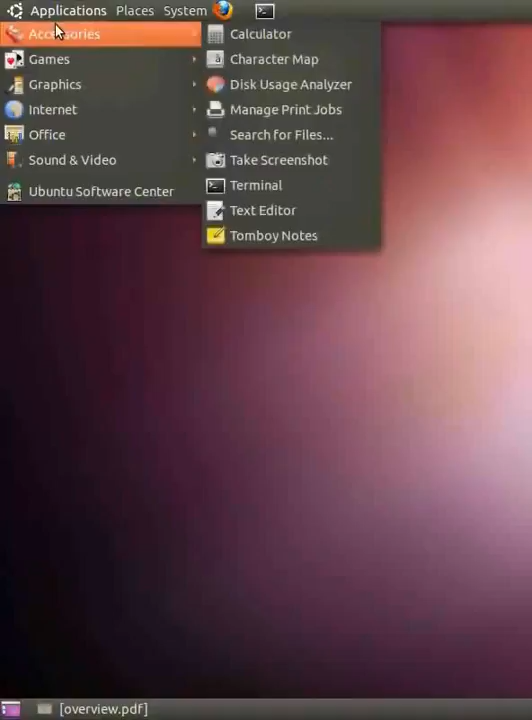 Applications Places System
Accessories
Games
Graphics
Internet
Office
Sound & Video
Ubuntu Software Center
Calculator
Character Map
Disk Usage Analyzer
Manage Print Jobs
Search for Files...
Take Screenshot
Terminal
Text Editor
Tomboy Notes
[overview.pdf]